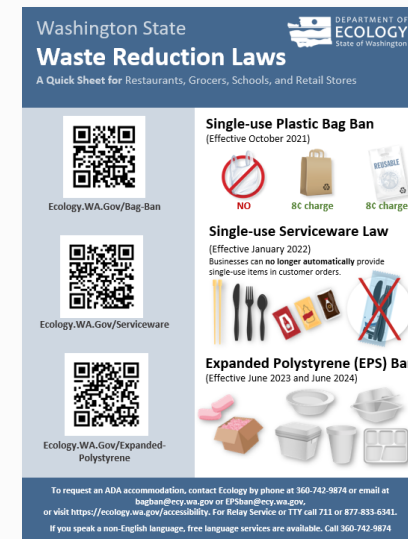 Washington State
Waste Reduction Laws
A Quick Sheet for Restaurants, Grocers, Schools, and Retail Stores
DEPARTMENT OF
ECOLOGY
State of Washington
Ecology.WA.Gov/Bag-Ban
Ecology.WA.Gov/Serviceware
Ecology.WA.Gov/Expanded-
Polystyrene
Single-use Plastic Bag Ban
(Effective October 2021)
REUSABLE
NO
8¢ charge
8¢ charge
Single-use Serviceware Law
(Effective January 2022)
Businesses can no longer automatically provide
single-use items in customer orders.
Expanded Polystyrene (EPS) Ba
(Effective June 2023 and June 2024)
To request an ADA accommodation, contact Ecology by phone at 360-742-9874 or email at
bagban@ecy.wa.gov or EPSban@ecy.wa.gov,
or visit https://ecology.wa.gov/accessibility. For Relay Service or TTY call 711 or 877-833-6341.
If you speak a non-English language, free language services are available. Call 360-742-9874